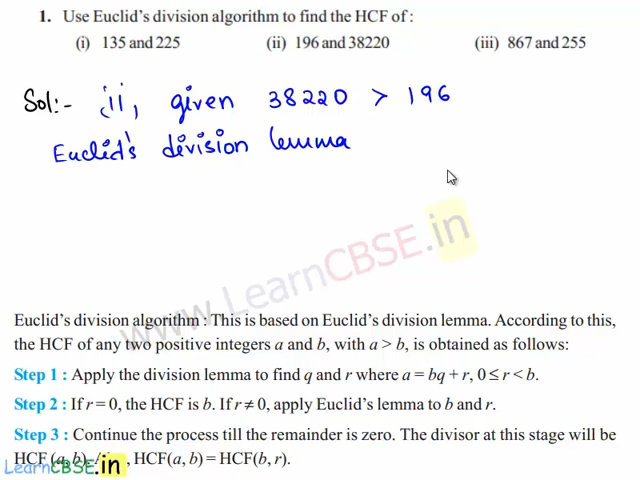 1. Use Euclid's division algorithm to find the HCF of :
(i) 135 and 225 (ii) 196 and 38220 (iii) 867 and 255
Sol:- ii, given 38220 > 196
Euclid's division lemma
www.LearnCBSE.in
Euclid's division algorithm : This is based on Euclid's division lemma. According to this,
the HCF of any two positive integers a and b, with a > b, is obtained as follows:
Step 1 : Apply the division lemma to find q and r where a = bq + r, 0 ≤ r < b.
Step 2 : If r = 0, the HCF is b. If r ≠ 0, apply Euclid's lemma to b and r.
Step 3 : Continue the process till the remainder is zero. The divisor at this stage will be
HCF (a, b). HCF(a, b) = HCF(b, r).
LearnCBSE.in